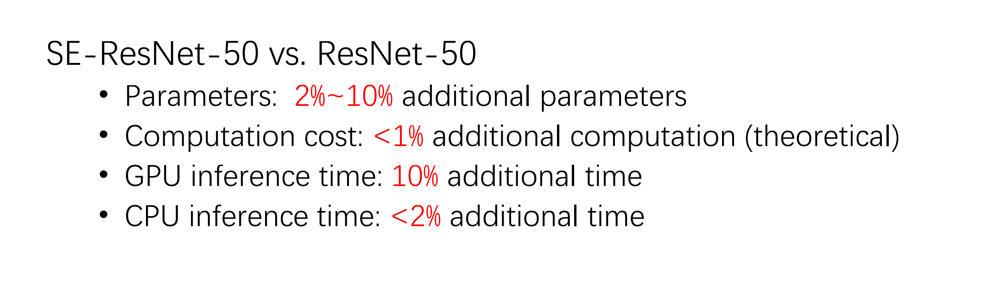 SE-ResNet-50 vs. ResNet-50
• Parameters: 2%~10% additional parameters
• Computation cost: <1% additional computation (theoretical)
• GPU inference time: 10% additional time
• CPU inference time: <2% additional time